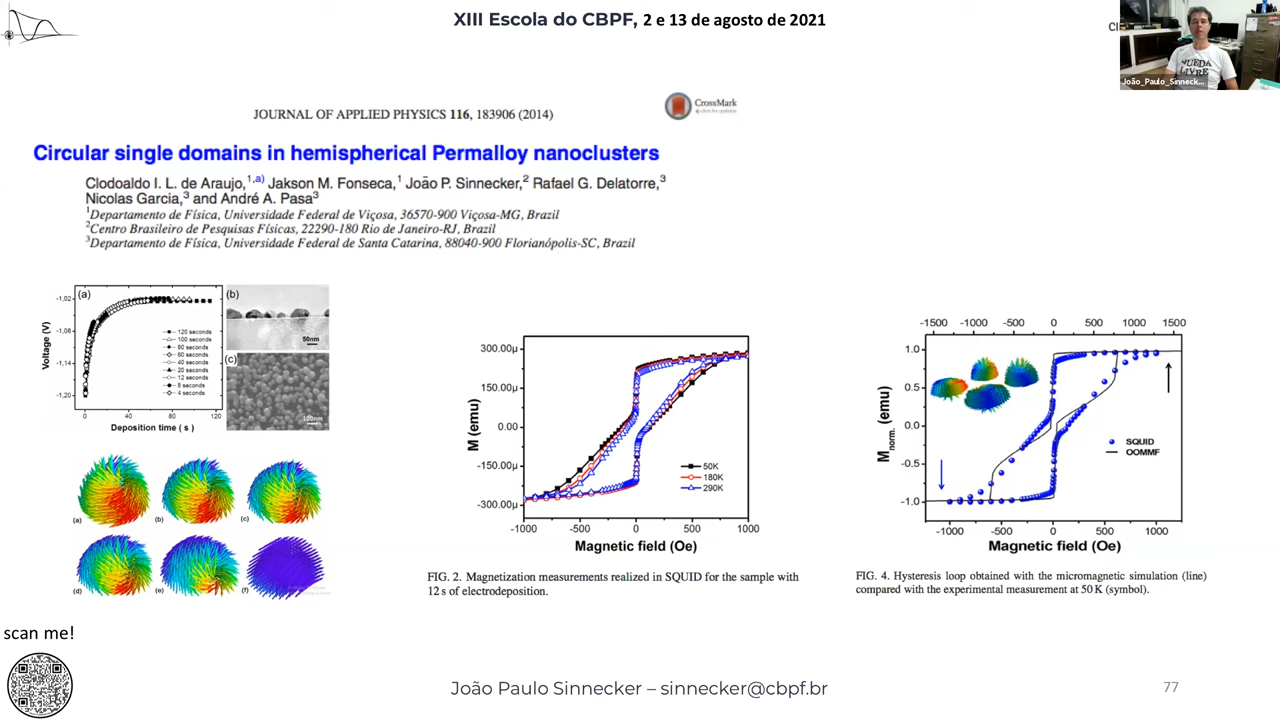 XIII Escola do CBPF, 2 e 13 de agosto de 2021
João_Paulo_Sinneck...
JOURNAL OF APPLIED PHYSICS 116, 183906 (2014)
CrossMark
Circular single domains in hemispherical Permalloy nanoclusters
Clodoaldo I. L. de Araujo,1,a) Jakson M. Fonseca,1 João P. Sinnecker,2 Rafael G. Delatorre,3
Nicolas Garcia,3 and André A. Pasa3
1Departamento de Física, Universidade Federal de Viçosa, 36570-900 Viçosa-MG, Brazil
2Centro Brasileiro de Pesquisas Físicas, 22290-180 Rio de Janeiro-RJ, Brazil
3Departamento de Física, Universidade Federal de Santa Catarina, 88040-900 Florianópolis-SC, Brazil
(a)
Voltage (V)
-1,02
-1,08
-1,14
-1,20
120 seconds
100 seconds
80 seconds
60 seconds
40 seconds
20 seconds
12 seconds
8 seconds
4 seconds
0 40 80 120
Deposition time ( s )
(b)
50nm
(c)
100nm
(a) (b) (c)
(d) (e) (f)
M (emu)
300.00µ
150.00µ
0.00
-150.00µ
-300.00µ
50K
180K
290K
-1000 -500 0 500 1000
Magnetic field (Oe)
FIG. 2. Magnetization measurements realized in SQUID for the sample with
12 s of electrodeposition.
-1500 -1000 -500 0 500 1000 1500
Mnorm. (emu)
1.0
0.5
0.0
-0.5
-1.0
SQUID
OOMMF
-1000 -500 0 500 1000
Magnetic field (Oe)
FIG. 4. Hysteresis loop obtained with the micromagnetic simulation (line)
compared with the experimental measurement at 50 K (symbol).
scan me!
João Paulo Sinnecker – sinnecker@cbpf.br
77